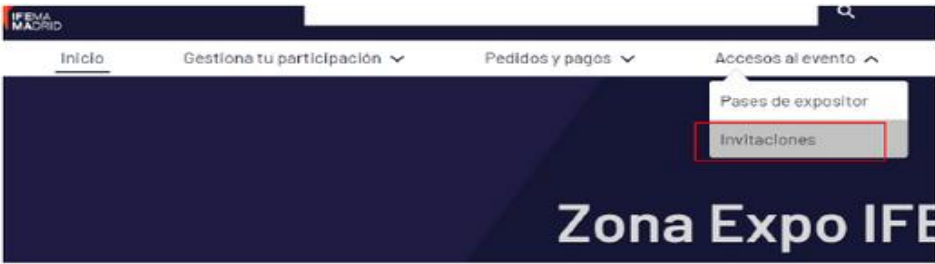 IFEMA
MADRID
Inicio Gestiona tu participación Pedidos y pagos Accesos al evento
Pases de expositor
Invitaciones
Zona Expo IFE